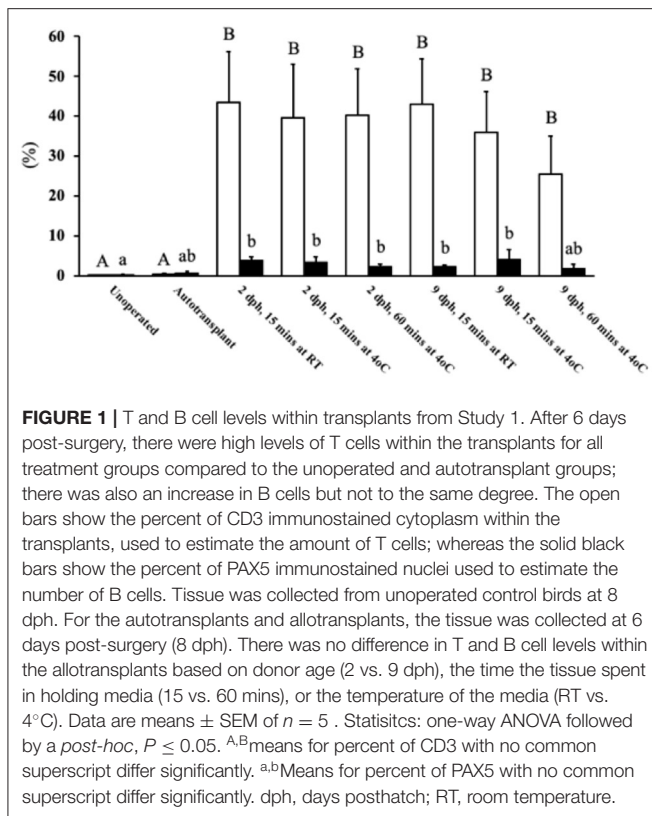 60
50
40
30
20
10
0
(%)
A a
A ab
B b
B b
B b
B b
B b
B ab
Unoperated
Autotransplant
2 dph, 15 mins at RT
2 dph, 15 mins at 4oC
2 dph, 60 mins at 4oC
9 dph, 15 mins at RT
9 dph, 15 mins at 4oC
9 dph, 60 mins at 4oC
FIGURE 1 | T and B cell levels within transplants from Study 1. After 6 days
post-surgery, there were high levels of T cells within the transplants for all
treatment groups compared to the unoperated and autotransplant groups;
there was also an increase in B cells but not to the same degree. The open
bars show the percent of CD3 immunostained cytoplasm within the
transplants, used to estimate the amount of T cells; whereas the solid black
bars show the percent of PAX5 immunostained nuclei used to estimate the
number of B cells. Tissue was collected from unoperated control birds at 8
dph. For the autotransplants and allotransplants, the tissue was collected at 6
days post-surgery (8 dph). There was no difference in T and B cell levels within
the allotransplants based on donor age (2 vs. 9 dph), the time the tissue spent
in holding media (15 vs. 60 mins), or the temperature of the media (RT vs.
4°C). Data are means ± SEM of n = 5 . Statisitcs: one-way ANOVA followed
by a post-hoc, P ≤ 0.05. A,Bmeans for percent of CD3 with no common
superscript differ significantly. a,bMeans for percent of PAX5 with no common
superscript differ significantly. dph, days posthatch; RT, room temperature.